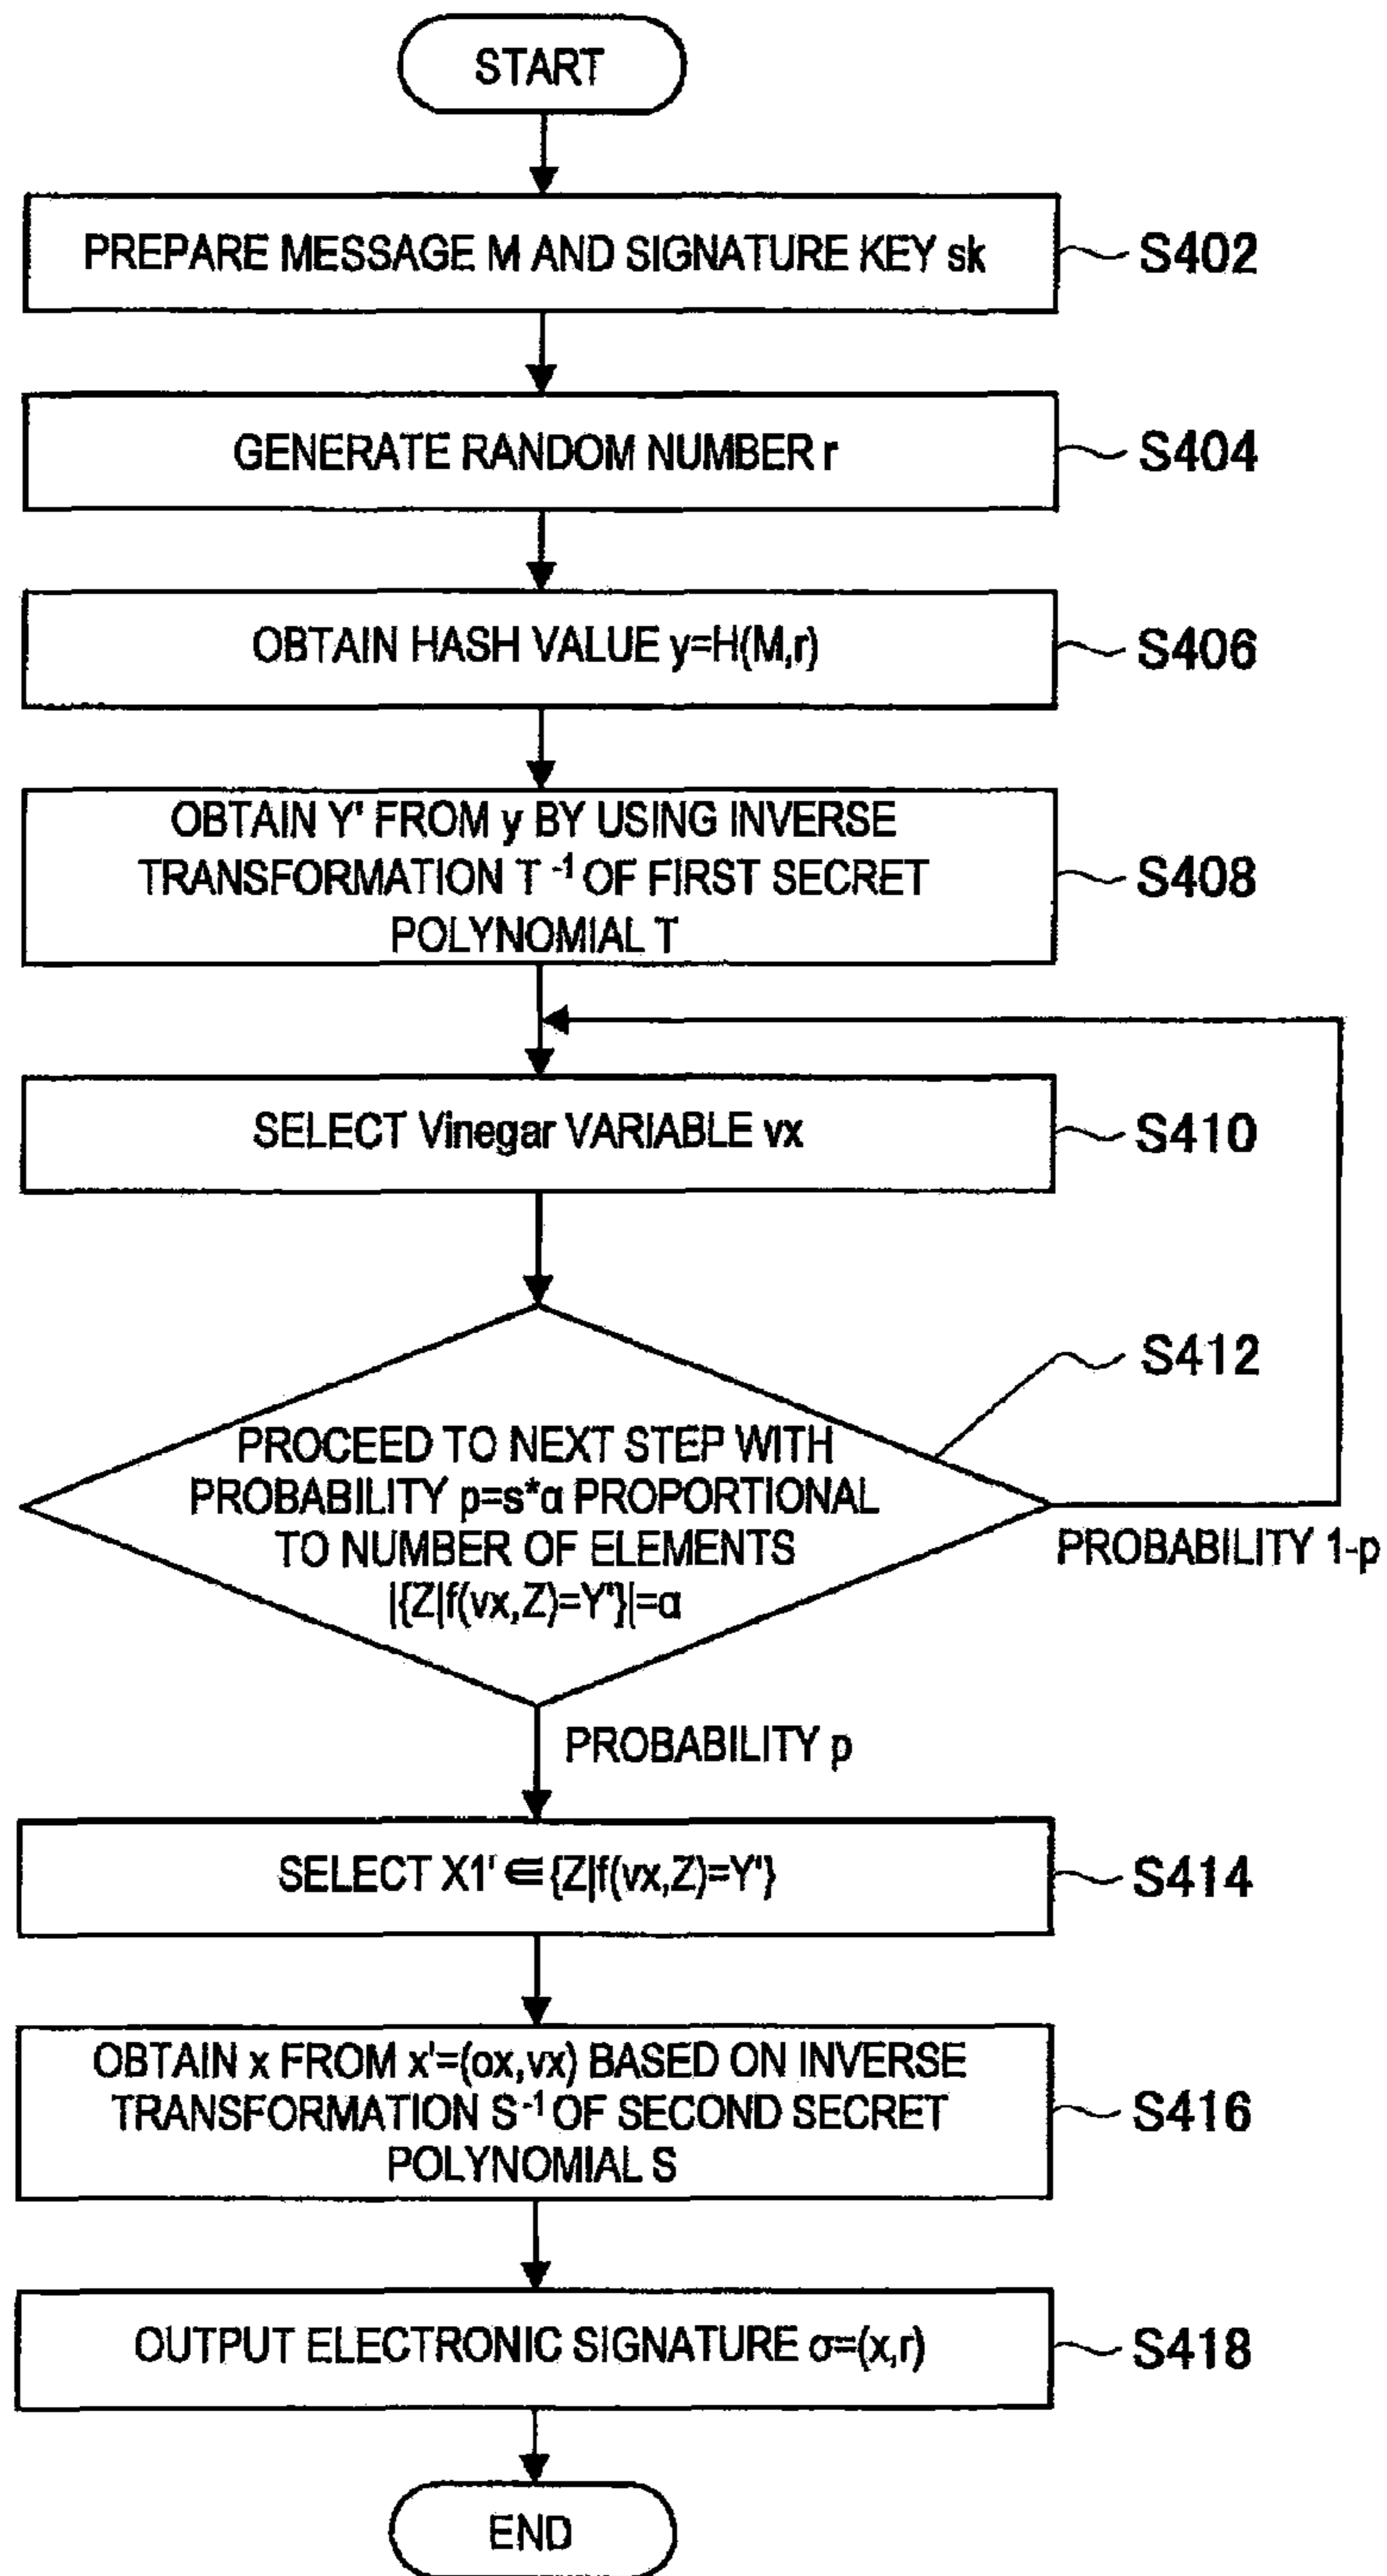 START
PREPARE MESSAGE M AND SIGNATURE KEY sk
S402
GENERATE RANDOM NUMBER r
S404
OBTAIN HASH VALUE y=H(M,r)
S406
OBTAIN Y' FROM y BY USING INVERSE
TRANSFORMATION T⁻¹ OF FIRST SECRET
POLYNOMIAL T
S408
SELECT Vinegar VARIABLE vx
S410
S412
PROCEED TO NEXT STEP WITH
PROBABILITY p=s*α PROPORTIONAL
TO NUMBER OF ELEMENTS
|{Z|f(vx,Z)=Y'}|=α
PROBABILITY 1-p
PROBABILITY p
SELECT X1' ∈ {Z|f(vx,Z)=Y'}
S414
OBTAIN x FROM x'=(ox,vx) BASED ON INVERSE
TRANSFORMATION S⁻¹ OF SECOND SECRET
POLYNOMIAL S
S416
OUTPUT ELECTRONIC SIGNATURE σ=(x,r)
S418
END